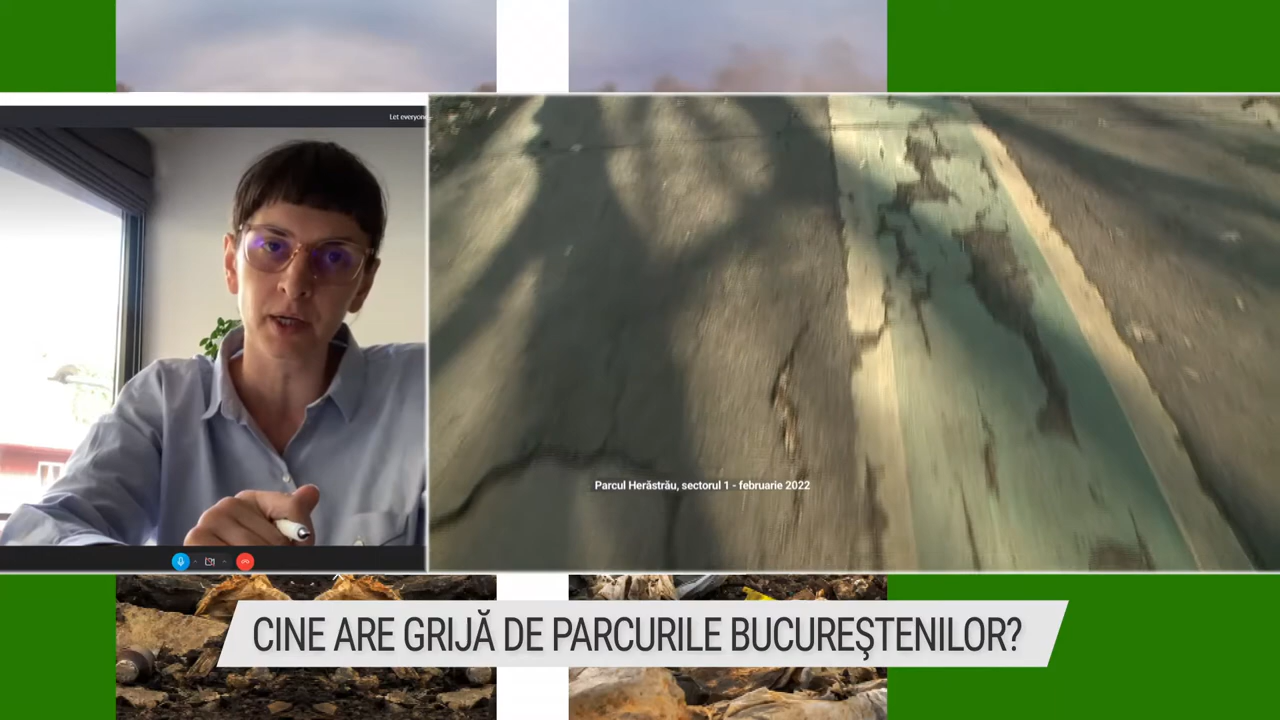 Let everyone
Parcul Herăstrău, sectorul 1 - februarie 2022
CINE ARE GRIJĂ DE PARCURILE BUCUREŞTENILOR?